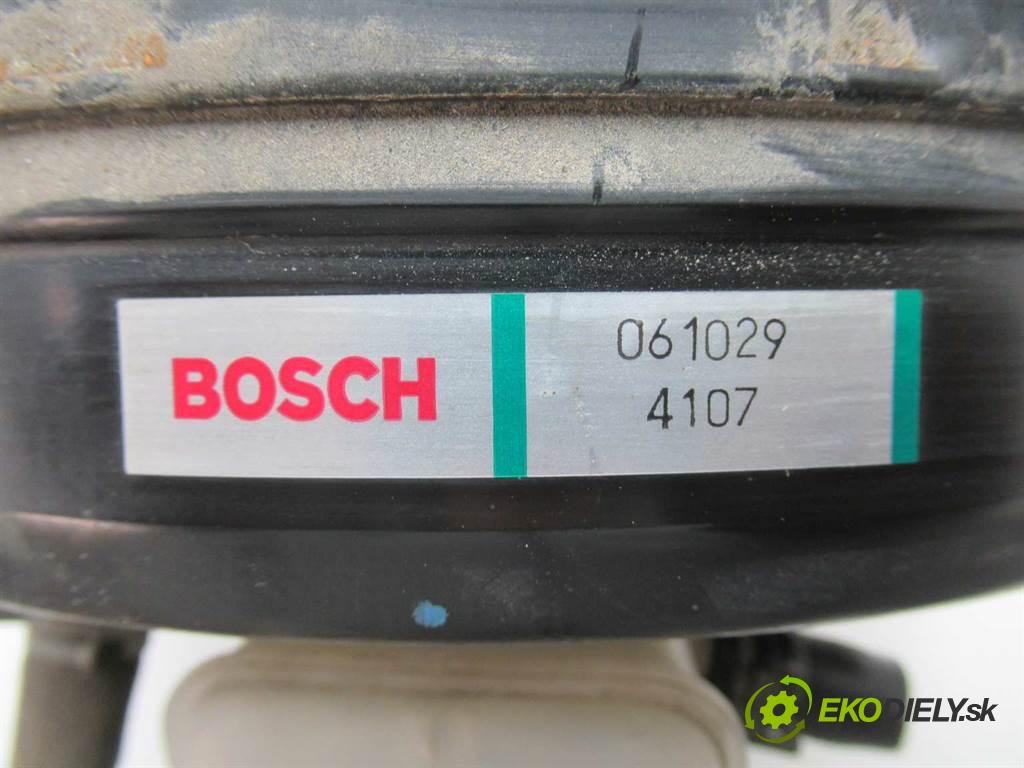 BOSCH
061029
4107
EKODIELY.sk